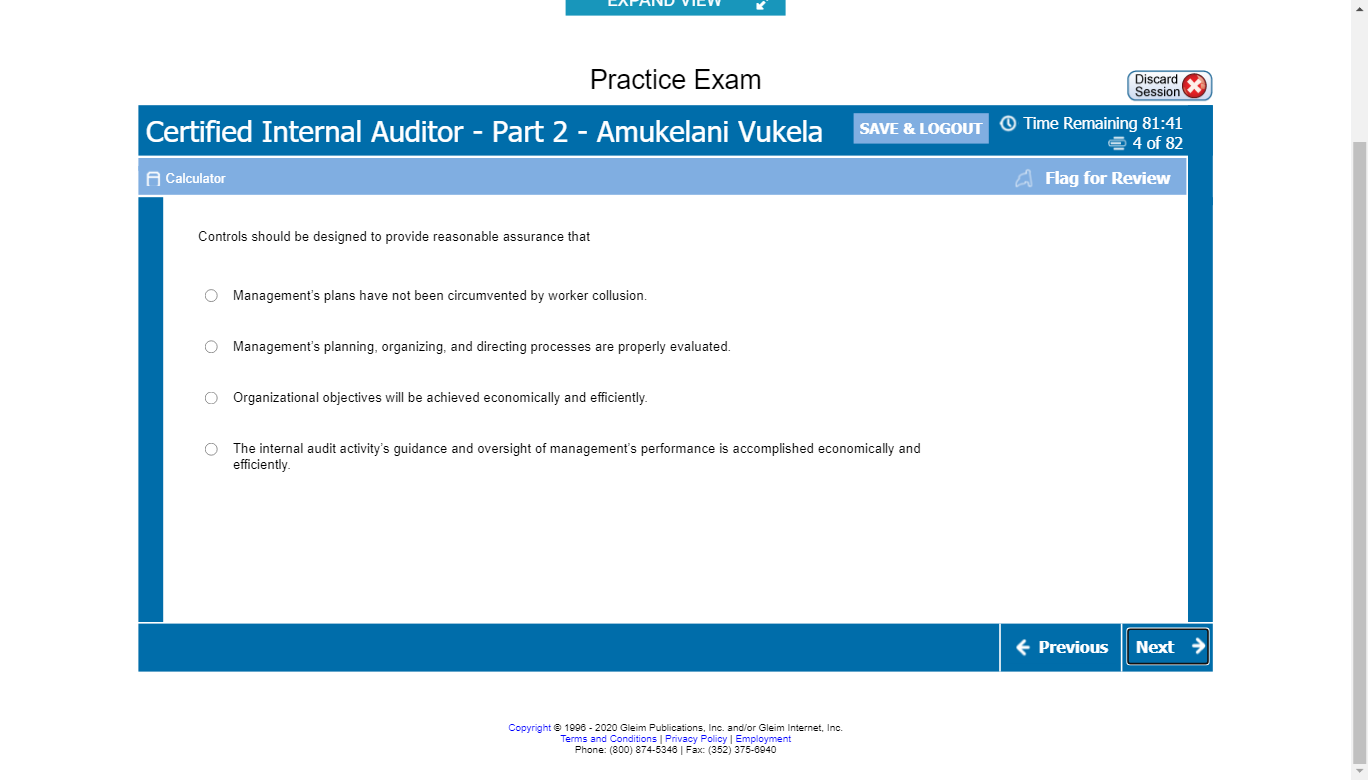 EXPAND VIEW
Practice Exam
Discard
Session
Certified Internal Auditor - Part 2 - Amukelani Vukela
SAVE & LOGOUT
Time Remaining 81:41
4 of 82
Calculator
Flag for Review
Controls should be designed to provide reasonable assurance that
Management’s plans have not been circumvented by worker collusion.
Management’s planning, organizing, and directing processes are properly evaluated.
Organizational objectives will be achieved economically and efficiently.
The internal audit activity’s guidance and oversight of management’s performance is accomplished economically and
efficiently.
Previous
Next
Copyright © 1996 - 2020 Gleim Publications, Inc. and/or Gleim Internet, Inc.
Terms and Conditions | Privacy Policy | Employment
Phone: (800) 874-5346 | Fax: (352) 375-6940